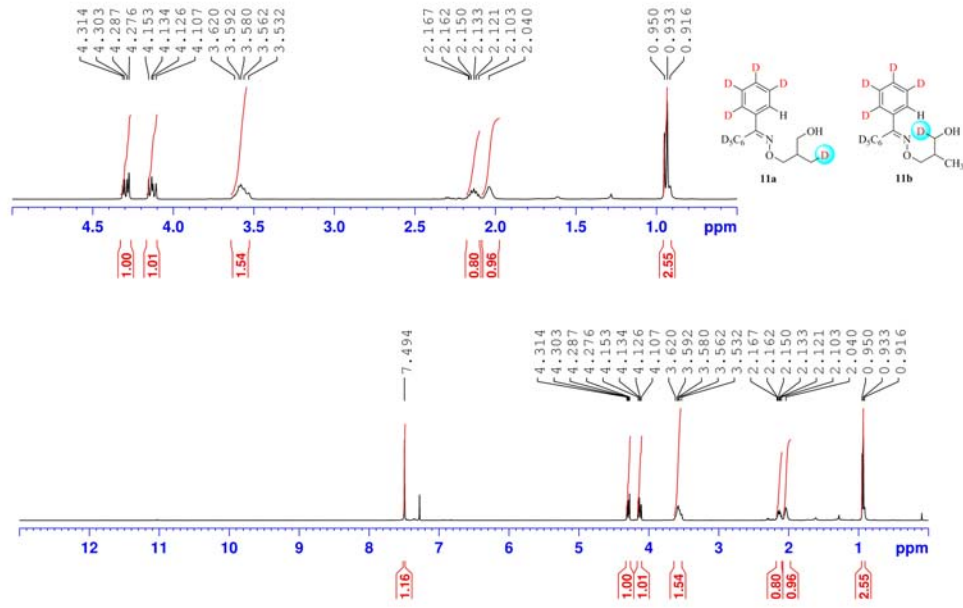 4.314
4.303
4.287
4.276
4.153
4.134
4.126
4.107
3.620
3.592
3.580
3.562
3.532
2.167
2.162
2.150
2.133
2.121
2.103
2.040
0.950
0.933
0.916
D
D D
D H
D₅C₆ N OH
O D
11a
D
D D
D H
D OH
D₅C₆ N
O CH₃
11b
4.5 4.0 3.5 3.0 2.5 2.0 1.5 1.0 ppm
1.00 1.01 1.54 0.80 0.96 2.55
7.494
4.314
4.303
4.287
4.276
4.153
4.134
4.126
4.107
3.620
3.592
3.580
3.562
3.532
2.167
2.162
2.150
2.133
2.121
2.103
2.040
0.950
0.933
0.916
12 11 10 9 8 7 6 5 4 3 2 1 ppm
1.16 1.00 1.01 1.54 0.80 0.96 2.55